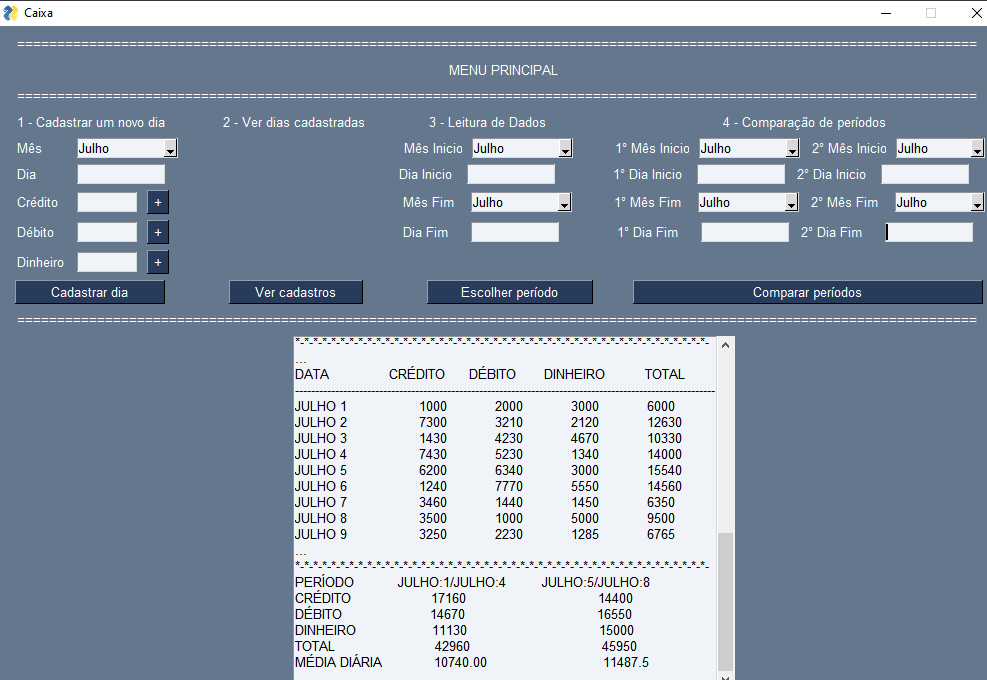 Caixa
================================================================================
MENU PRINCIPAL
================================================================================
1 - Cadastrar um novo dia 2 - Ver dias cadastradas 3 - Leitura de Dados 4 - Comparação de períodos
Mês Julho Mês Inicio Julho 1° Mês Inicio Julho 2° Mês Inicio Julho
Dia Dia Inicio 1° Dia Inicio 2° Dia Inicio
Crédito + Mês Fim Julho 1° Mês Fim Julho 2° Mês Fim Julho
Débito + Dia Fim 1° Dia Fim 2° Dia Fim
Dinheiro +
Cadastrar dia Ver cadastros Escolher período Comparar períodos
================================================================================
*-*-*-*-*-*-*-*-*-*-*-*-*-*-*-*-*-*-*-*-*-*-*-*-*-*-*-*-*-*-*-*-*-*-*-*-*-*-*-*-*-
...
DATA CRÉDITO DÉBITO DINHEIRO TOTAL
--------------------------------------------------------------------------------
JULHO 1 1000 2000 3000 6000
JULHO 2 7300 3210 2120 12630
JULHO 3 1430 4230 4670 10330
JULHO 4 7430 5230 1340 14000
JULHO 5 6200 6340 3000 15540
JULHO 6 1240 7770 5550 14560
JULHO 7 3460 1440 1450 6350
JULHO 8 3500 1000 5000 9500
JULHO 9 3250 2230 1285 6765
...
*-*-*-*-*-*-*-*-*-*-*-*-*-*-*-*-*-*-*-*-*-*-*-*-*-*-*-*-*-*-*-*-*-*-*-*-*-*-*-*-*-
PERÍODO JULHO:1/JULHO:4 JULHO:5/JULHO:8
CRÉDITO 17160 14400
DÉBITO 14670 16550
DINHEIRO 11130 15000
TOTAL 42960 45950
MÉDIA DIÁRIA 10740.00 11487.5